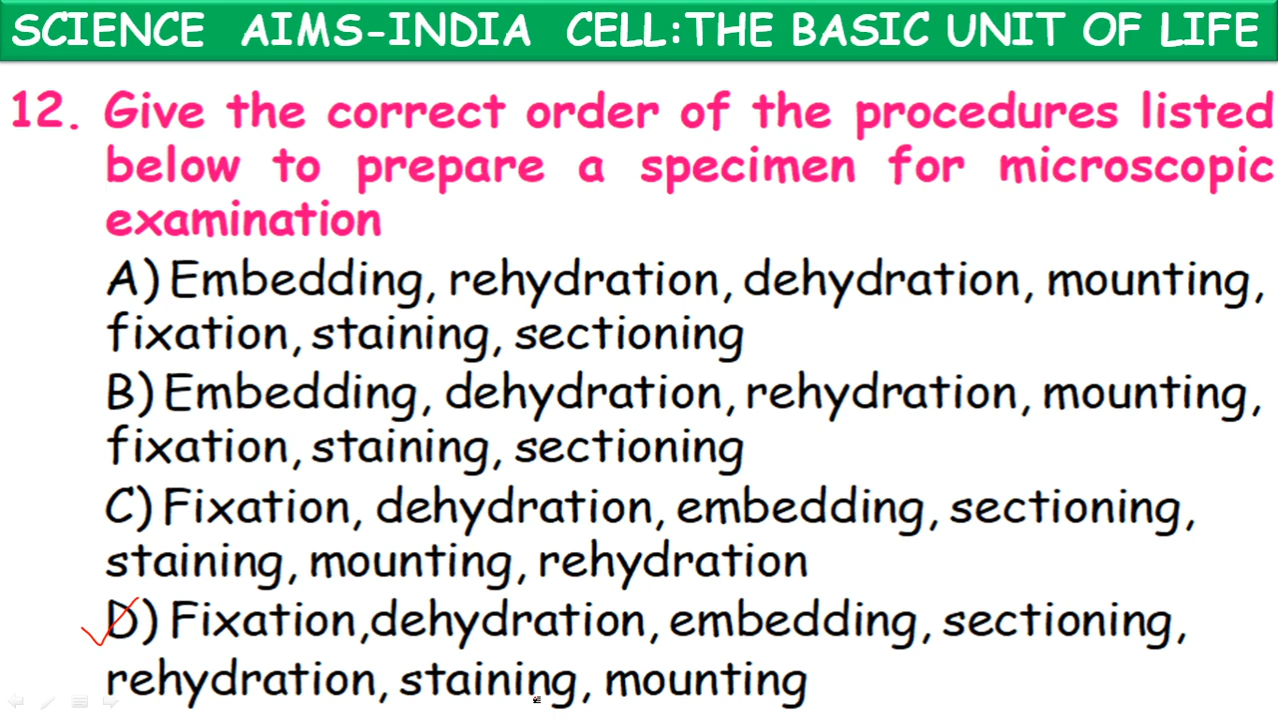 SCIENCE AIMS-INDIA CELL:THE BASIC UNIT OF LIFE
12. Give the correct order of the procedures listed
below to prepare a specimen for microscopic
examination
A) Embedding, rehydration, dehydration, mounting,
fixation, staining, sectioning
B) Embedding, dehydration, rehydration, mounting,
fixation, staining, sectioning
C) Fixation, dehydration, embedding, sectioning,
staining, mounting, rehydration
D) Fixation,dehydration, embedding, sectioning,
rehydration, staining, mounting